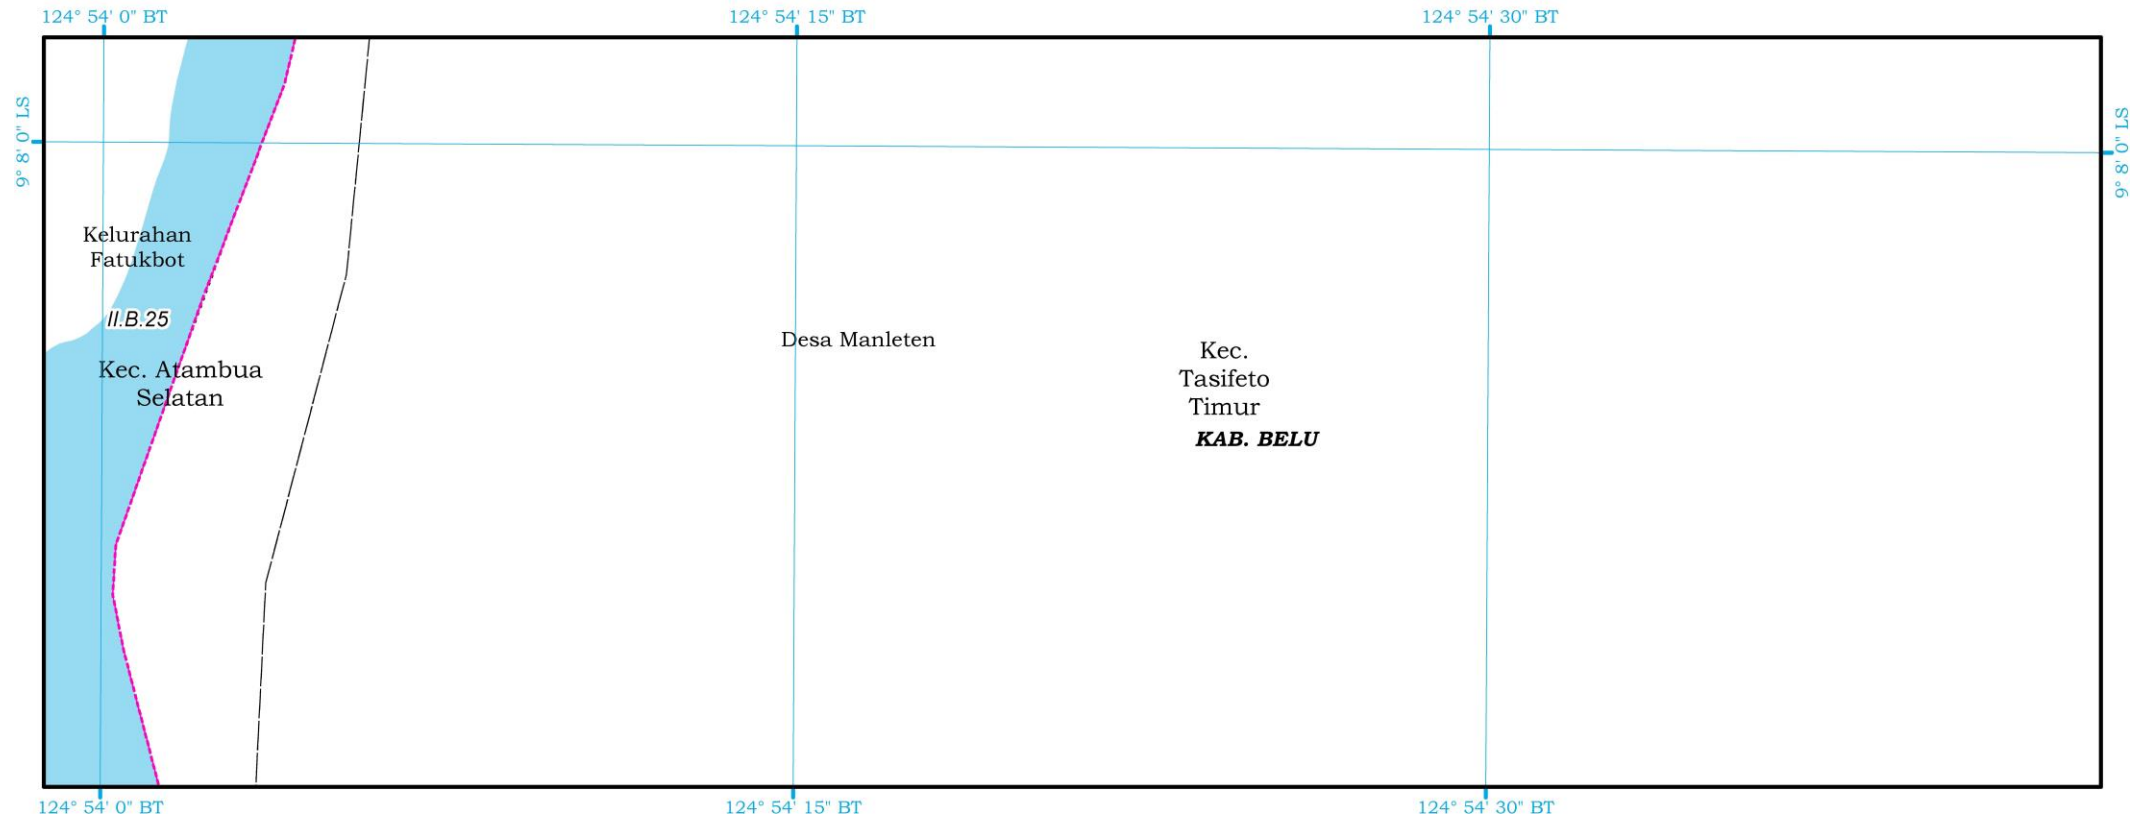 124° 54' 0" BT
124° 54' 15" BT
124° 54' 30" BT
9° 8' 0" LS
9° 8' 0" LS
Kelurahan
Fatukbot
II.B.25
Kec. Atambua
Selatan
Desa Manleten
Kec.
Tasifeto
Timur
KAB. BELU
124° 54' 0" BT
124° 54' 15" BT
124° 54' 30" BT